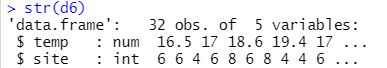 > str(d6)
'data.frame':   32 obs. of  5 variables:
 $ temp   : num  16.5 17 18.6 19.4 17 ...
 $ site   : int  6 6 4 6 8 6 8 4 4 6 ...